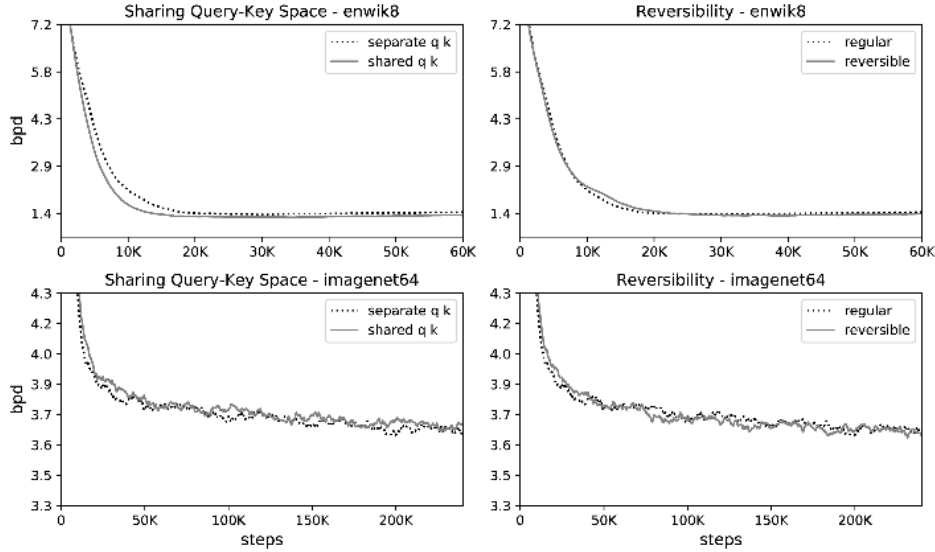 Sharing Query-Key Space - enwik8
7.2
5.8
4.3
2.9
1.4
bpd
separate q k
shared q k
0 10K 20K 30K 40K 50K 60K
Reversibility - enwik8
7.2
5.8
4.3
2.9
1.4
regular
reversible
0 10K 20K 30K 40K 50K 60K
Sharing Query-Key Space - imagenet64
4.3
4.2
4.0
3.9
3.7
3.6
3.5
3.3
bpd
separate q k
shared q k
0 50K 100K 150K 200K
steps
Reversibility - imagenet64
4.3
4.2
4.0
3.9
3.7
3.6
3.5
3.3
regular
reversible
0 50K 100K 150K 200K
steps